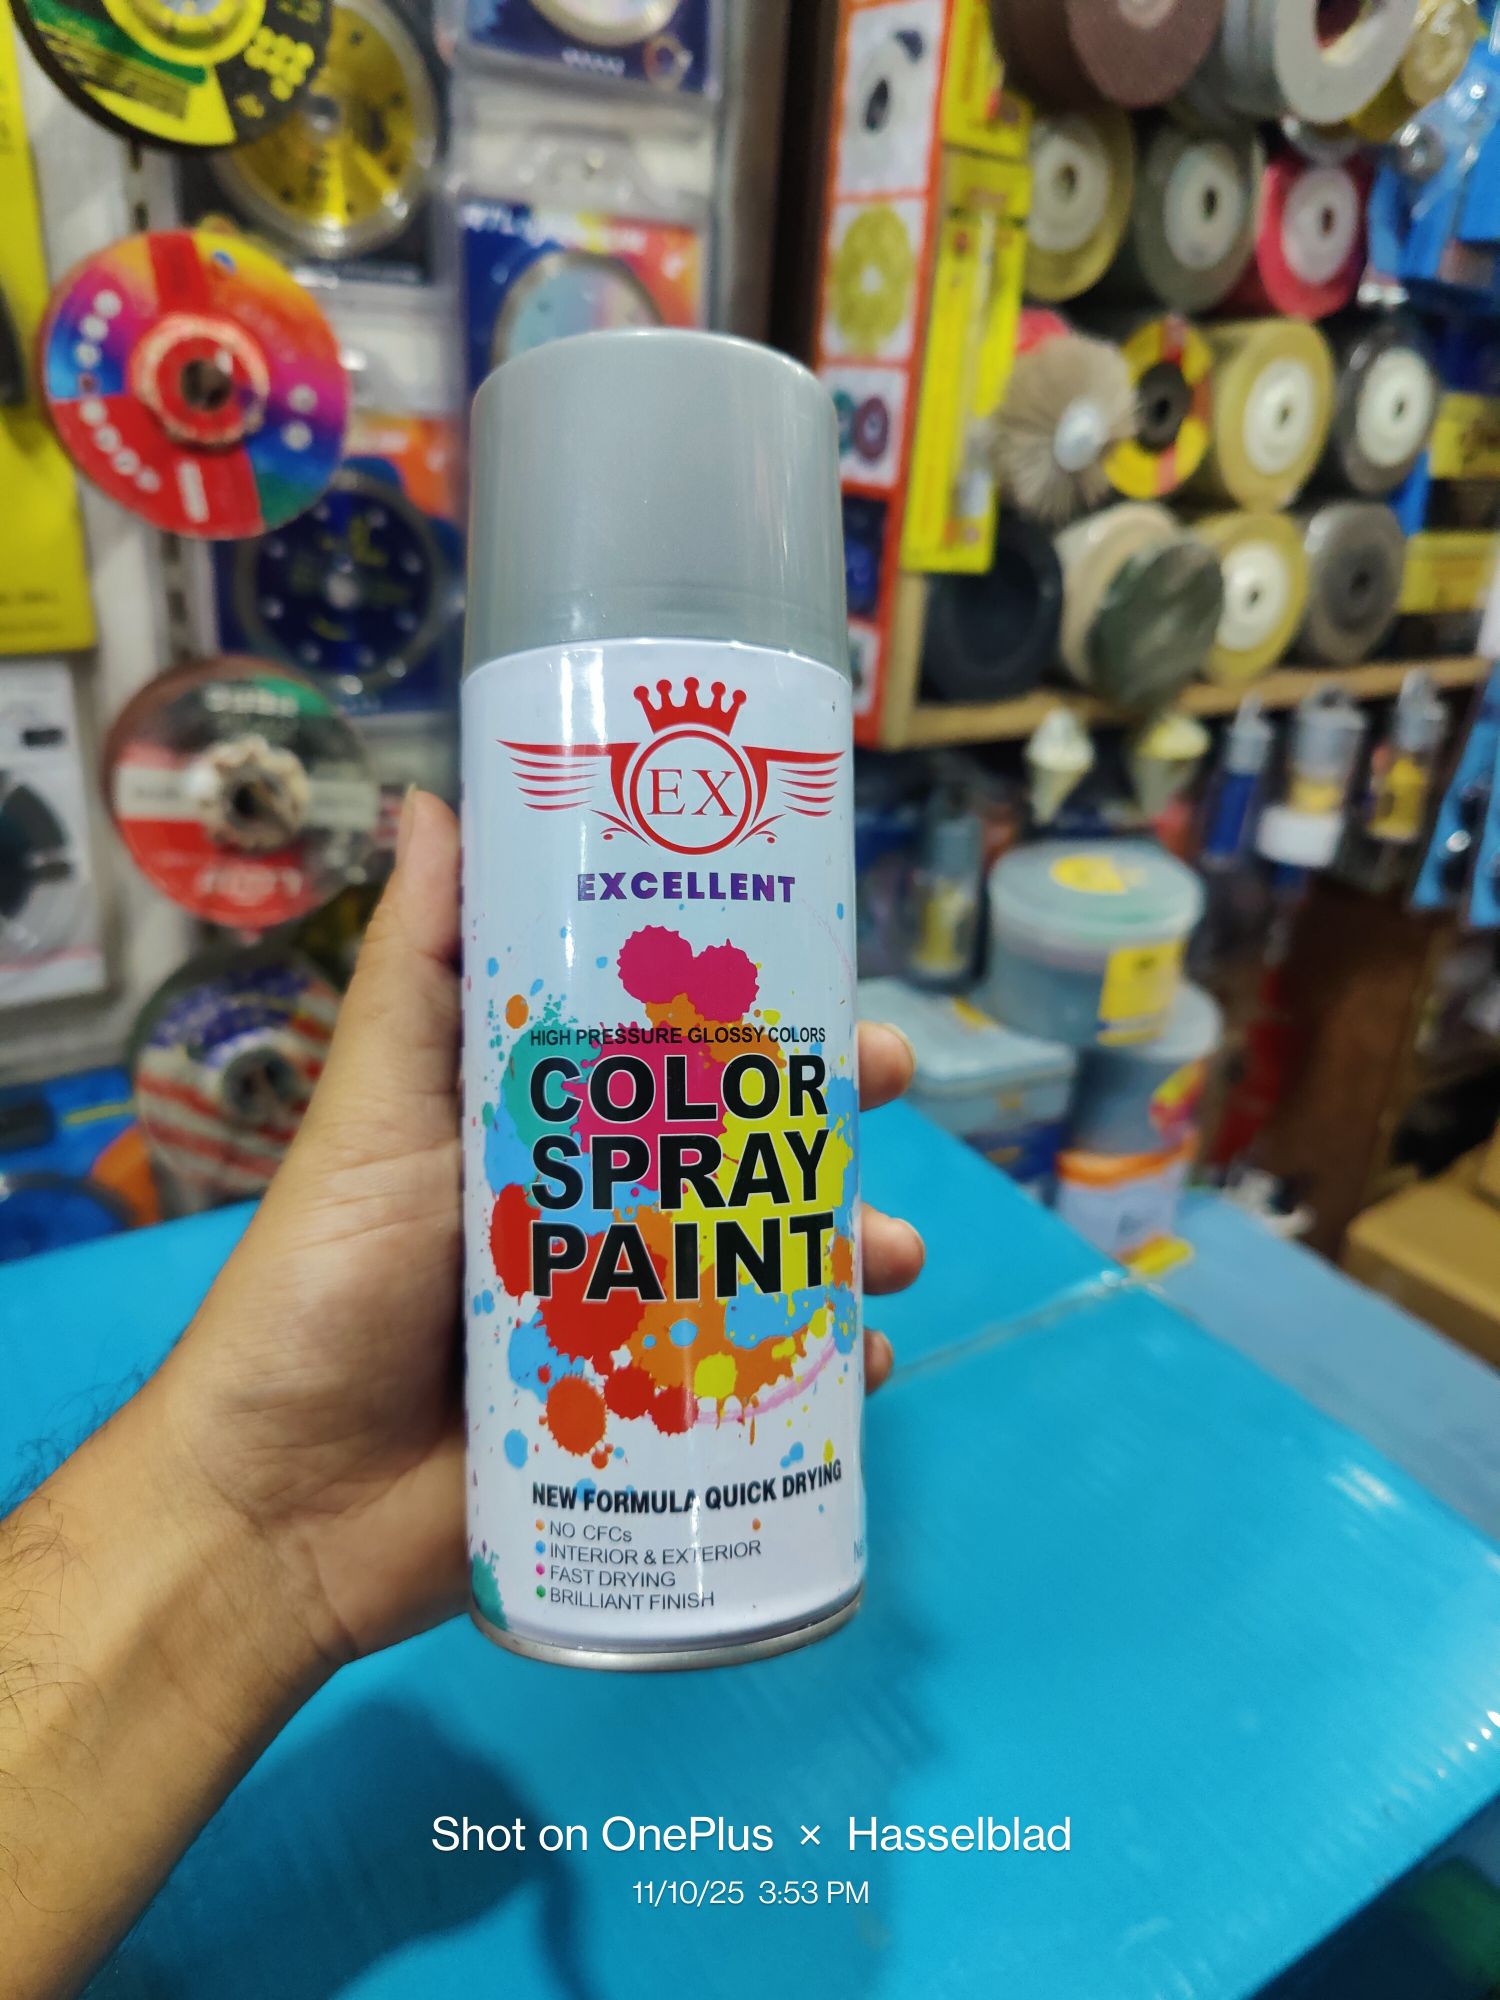 EX
EXCELLENT
HIGH PRESSURE GLOSSY COLORS
COLOR
SPRAY
PAINT
NEW FORMULA QUICK DRYING
NO CFCs
INTERIOR & EXTERIOR
FAST DRYING
BRILLIANT FINISH
Shot on OnePlus × Hasselblad
11/10/25 3:53 PM